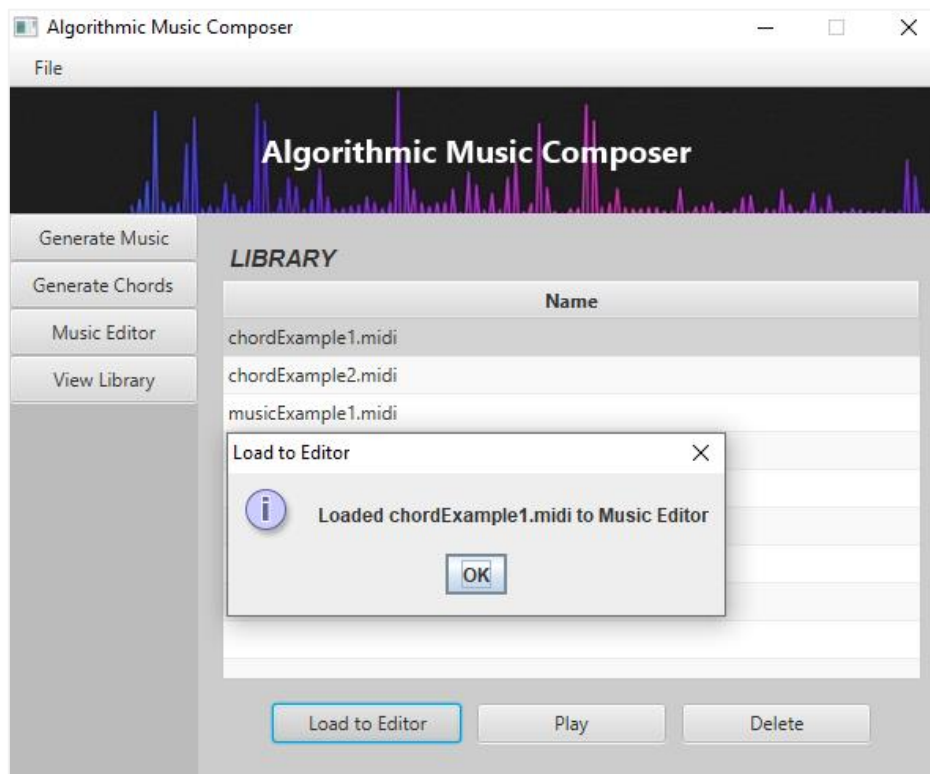 Algorithmic Music Composer
File
Algorithmic Music Composer
Generate Music
Generate Chords
Music Editor
View Library
LIBRARY
Name
chordExample1.midi
chordExample2.midi
musicExample1.midi
Load to Editor
i
Loaded chordExample1.midi to Music Editor
OK
Load to Editor
Play
Delete